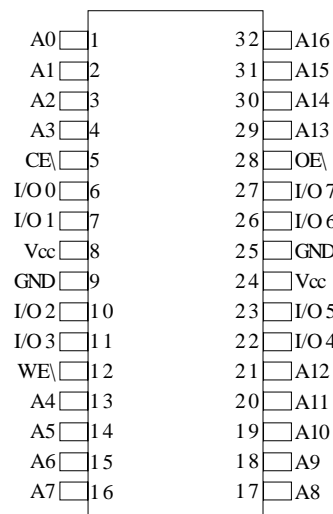 A0 1 32 A16
A1 2 31 A15
A2 3 30 A14
A3 4 29 A13
CE\ 5 28 OE\
I/O 0 6 27 I/O 7
I/O 1 7 26 I/O 6
Vcc 8 25 GND
GND 9 24 Vcc
I/O 2 10 23 I/O 5
I/O 3 11 22 I/O 4
WE\ 12 21 A12
A4 13 20 A11
A5 14 19 A10
A6 15 18 A9
A7 16 17 A8